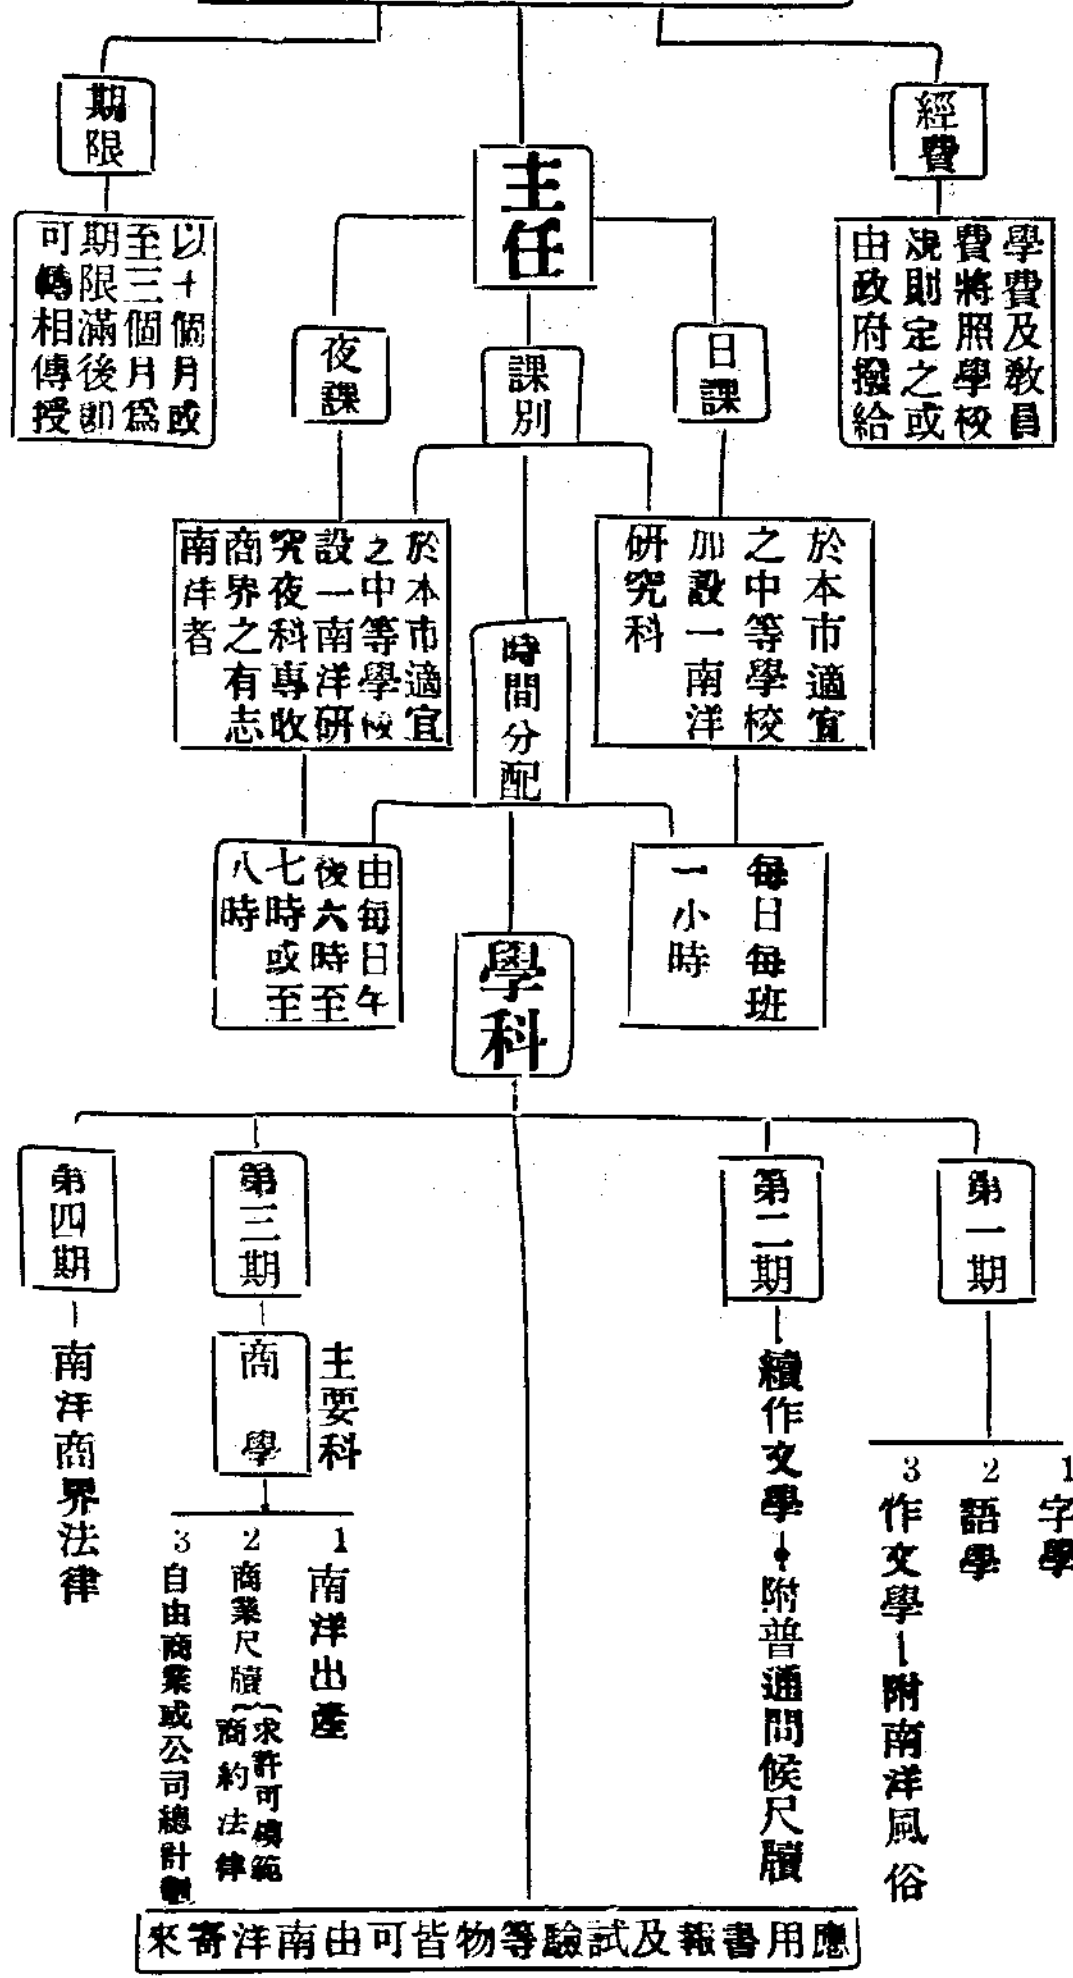 經費
學費及教員
費將照學校
規則定之或
由政府撥給
主任
期限
以十個月或
至三個月爲
期限滿後即
可轉相傳授
日課
課別
夜課
於本市適宜
之中等學校
加設一南洋
研究科
於本市適宜
之中等學校
設一南洋研
究夜科專收
商界之有志
南洋者
時間分配
每日每班
一小時
由每日午
後六時至
七時或至
八時
學科
第一期
1 字學
2 語學
3 作文學—附南洋風俗
第二期
續作文學—附普通問候尺牘
第三期
主要科
商學
1 南洋出產
2 商業尺牘
求許可模範
商約法律
3 自由商業或公司總計劃
第四期
南洋商界法律
應用書報及試驗等物皆可由南洋寄來